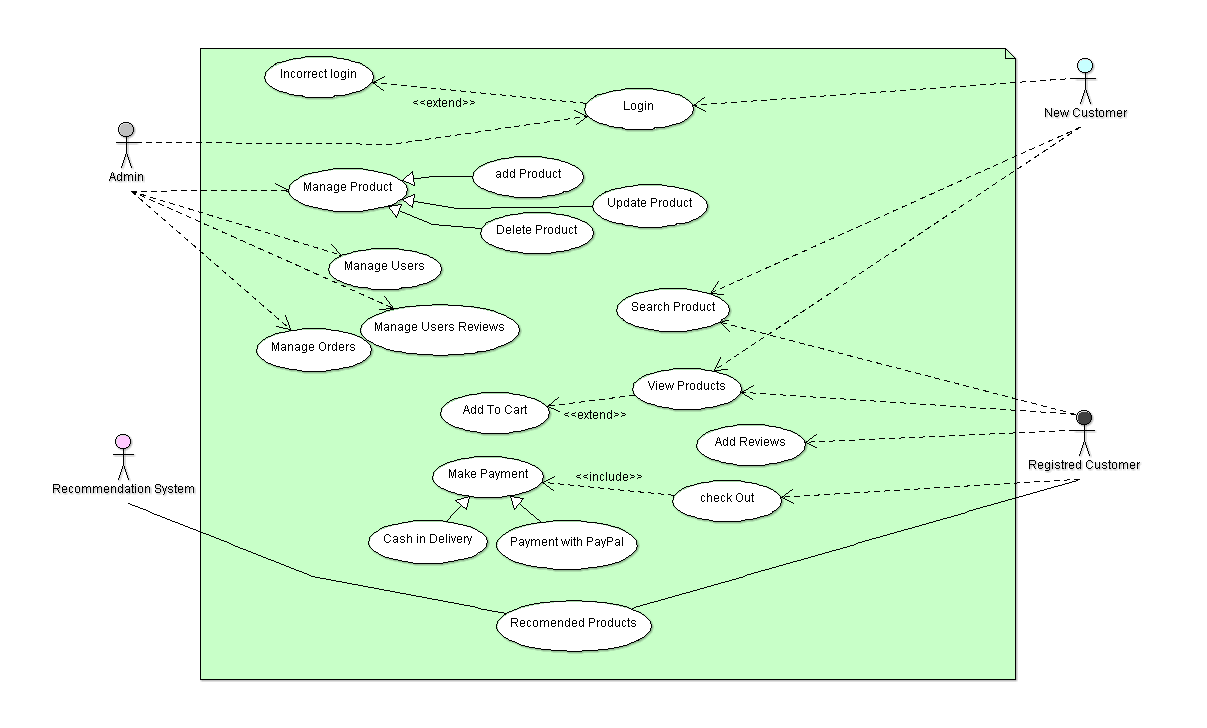 Incorrect login
<<extend>>
Login
New Customer
Admin
Manage Product
add Product
Update Product
Delete Product
Manage Users
Search Product
Manage Users Reviews
Manage Orders
View Products
Add To Cart
<<extend>>
Add Reviews
Registred Customer
Recommendation System
Make Payment
<<include>>
check Out
Cash in Delivery
Payment with PayPal
Recomended Products